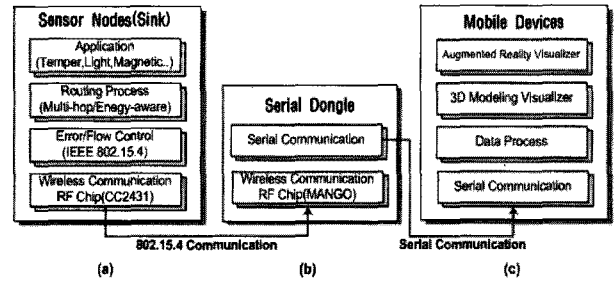 Sensor Nodes(Sink)
Application
(Temper,Light,Magnetic..)
Routing Process
(Multi-hop/Enegy-aware)
Error/Flow Control
(IEEE 802.15.4)
Wireless Communication
RF Chip(CC2431)
802.15.4 Communication
(a)
Serial Dongle
Serial Communication
Wireless Communication
RF Chip(MANGO)
(b)
Mobile Devices
Augmented Reality Visualizer
3D Modeling Visualizer
Data Process
Serial Communication
Serial Communication
(c)